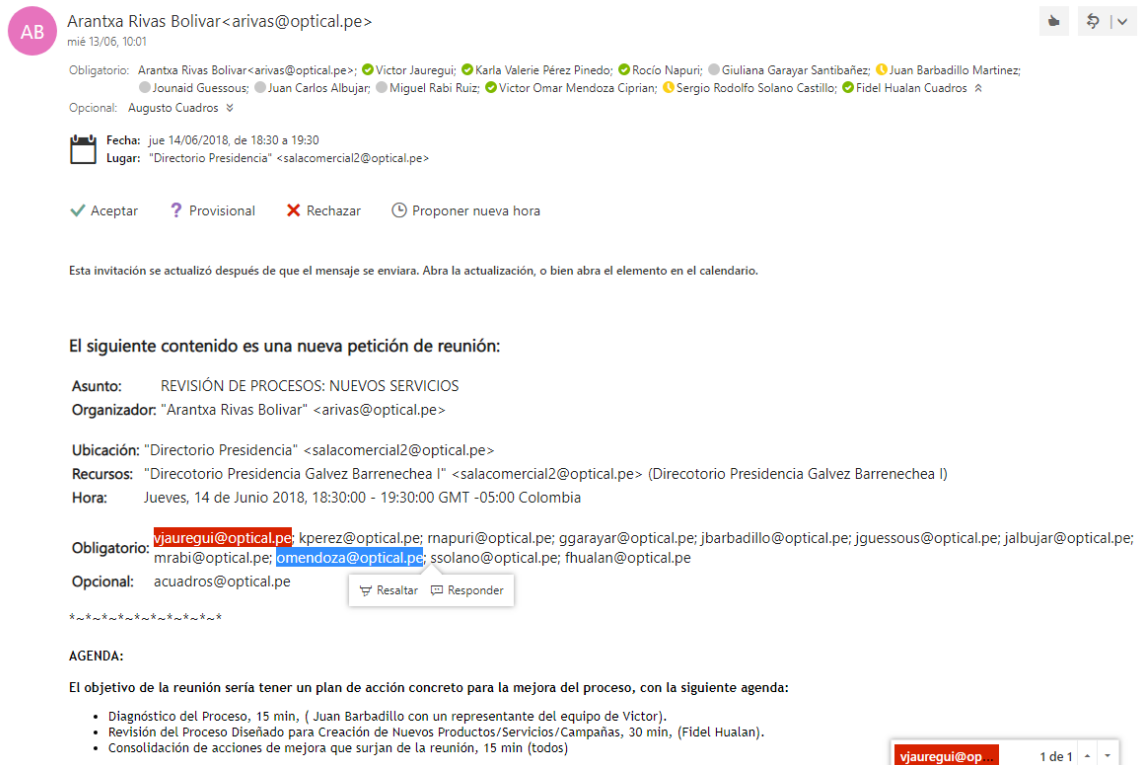 AB
Arantxa Rivas Bolivar<arivas@optical.pe>
mié 13/06, 10:01
Obligatorio: Arantxa Rivas Bolivar<arivas@optical.pe>; Victor Jauregui; Karla Valerie Pérez Pinedo; Rocío Napuri; Giuliana Garayar Santibañez; Juan Barbadillo Martinez;
Jounaid Guessous; Juan Carlos Albujar; Miguel Rabi Ruiz; Victor Omar Mendoza Ciprian; Sergio Rodolfo Solano Castillo; Fidel Hualan Cuadros
Opcional: Augusto Cuadros
Fecha: jue 14/06/2018, de 18:30 a 19:30
Lugar: "Directorio Presidencia" <salacomercial2@optical.pe>
Aceptar ? Provisional Rechazar Proponer nueva hora
Esta invitación se actualizó después de que el mensaje se enviara. Abra la actualización, o bien abra el elemento en el calendario.
El siguiente contenido es una nueva petición de reunión:
Asunto: REVISIÓN DE PROCESOS: NUEVOS SERVICIOS
Organizador: "Arantxa Rivas Bolivar" <arivas@optical.pe>
Ubicación: "Directorio Presidencia" <salacomercial2@optical.pe>
Recursos: "Direcotorio Presidencia Galvez Barrenechea I" <salacomercial2@optical.pe> (Direcotorio Presidencia Galvez Barrenechea I)
Hora: Jueves, 14 de Junio 2018, 18:30:00 - 19:30:00 GMT -05:00 Colombia
Obligatorio: vjauregui@optical.pe; kperez@optical.pe; rnapuri@optical.pe; ggarayar@optical.pe; jbarbadillo@optical.pe; jguessous@optical.pe; jalbujar@optical.pe;
mrabi@optical.pe; omendoza@optical.pe; ssolano@optical.pe; fhualan@optical.pe
Opcional: acuadros@optical.pe
Resaltar Responder
*~*~*~*~*~*~*~*~*~*
AGENDA:
El objetivo de la reunión sería tener un plan de acción concreto para la mejora del proceso, con la siguiente agenda:
• Diagnóstico del Proceso, 15 min, ( Juan Barbadillo con un representante del equipo de Victor).
• Revisión del Proceso Diseñado para Creación de Nuevos Productos/Servicios/Campañas, 30 min, (Fidel Hualan).
• Consolidación de acciones de mejora que surjan de la reunión, 15 min (todos)
vjauregui@op... 1 de 1